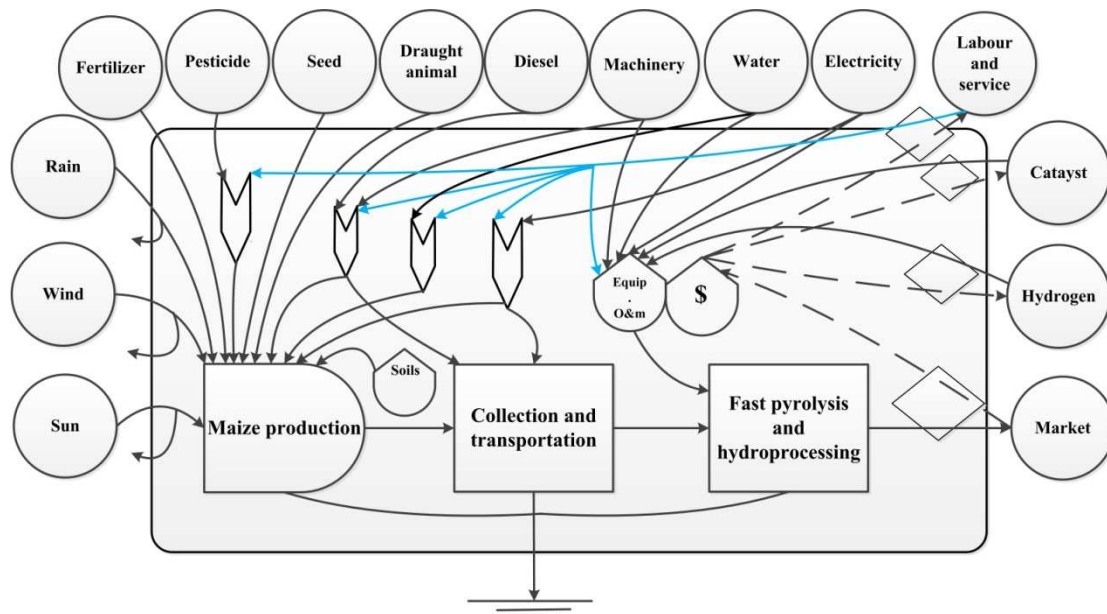 Fertilizer
Pesticide
Seed
Draught
animal
Diesel
Machinery
Water
Electricity
Labour
and
service
Rain
Catayst
Wind
Equip
.
O&m
$
Hydrogen
Soils
Sun
Maize production
Collection and
transportation
Fast pyrolysis
and
hydroprocessing
Market